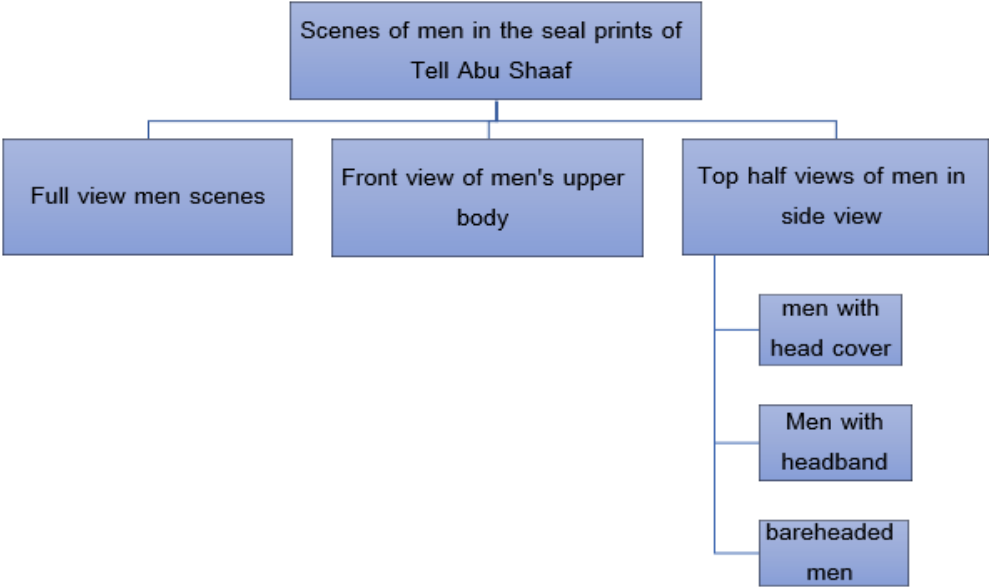 Scenes of men in the seal prints of
Tell Abu Shaaf
Full view men scenes
Front view of men's upper
body
Top half views of men in
side view
men with
head cover
Men with
headband
bareheaded
men